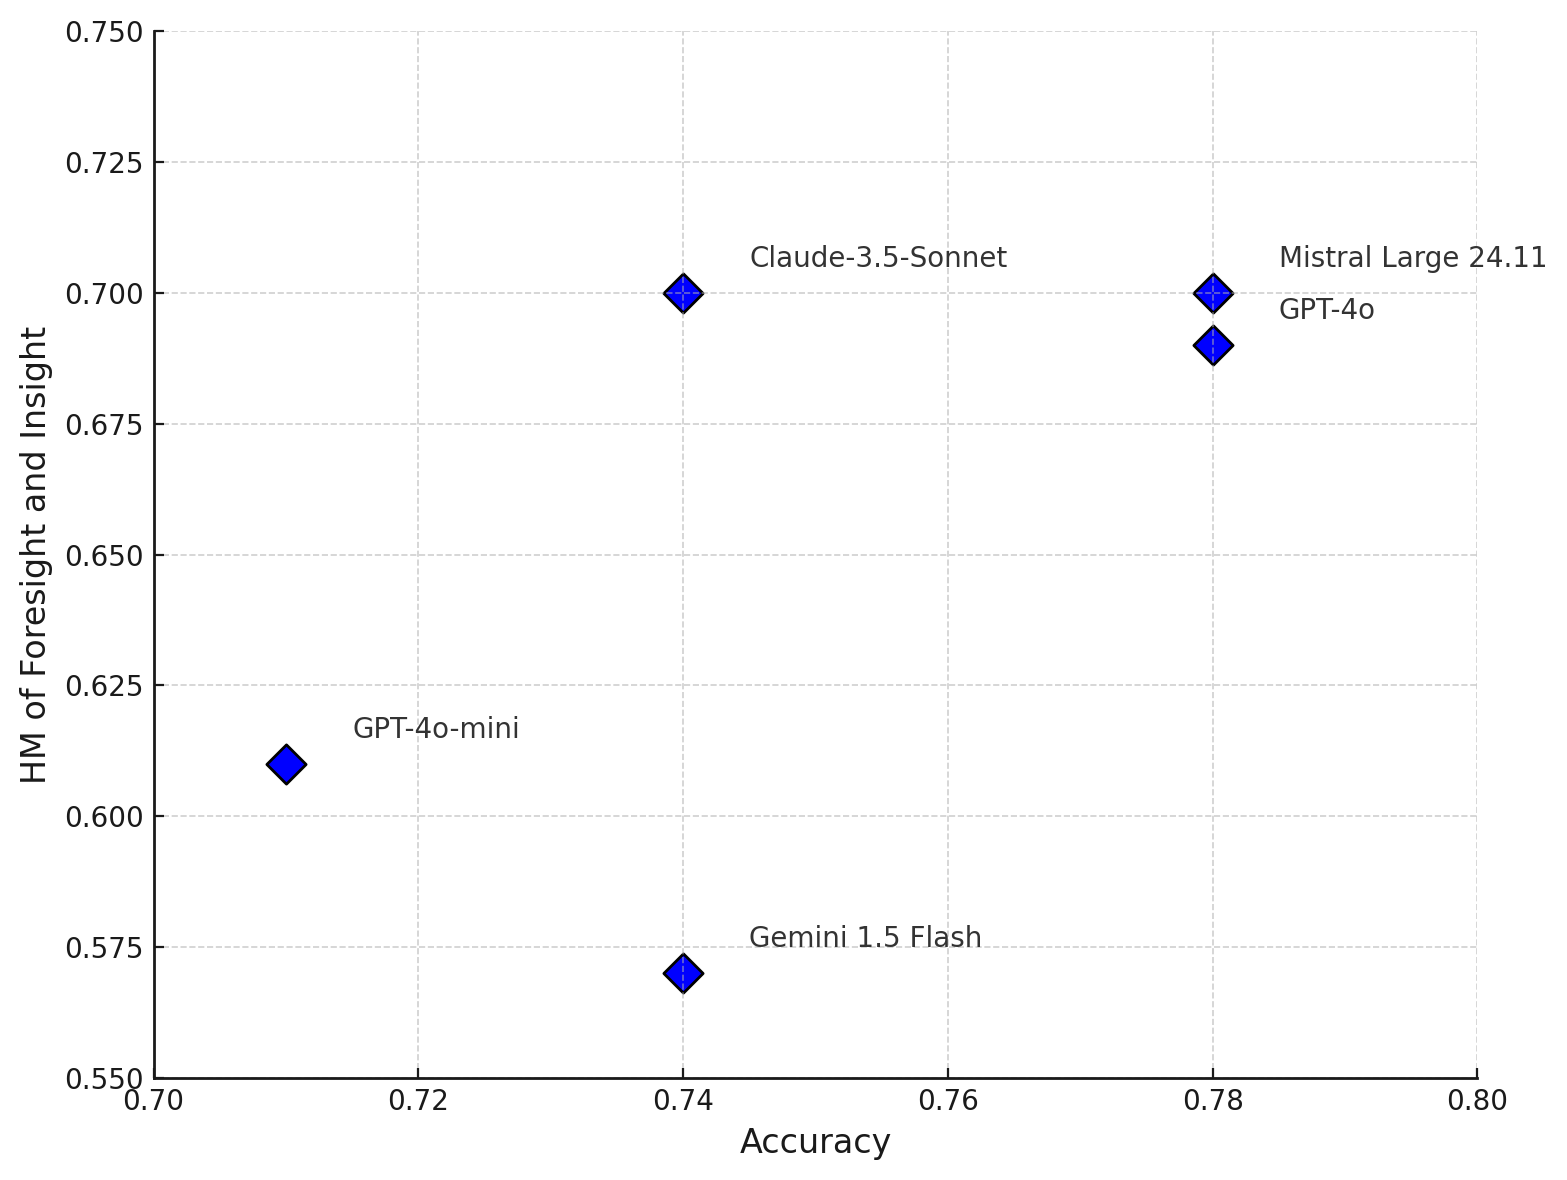 0.750
0.725
0.700
0.675
0.650
0.625
0.600
0.575
0.550
HM of Foresight and Insight
Claude-3.5-Sonnet
Mistral Large 24.11
GPT-4o
GPT-4o-mini
Gemini 1.5 Flash
0.70 0.72 0.74 0.76 0.78 0.80
Accuracy